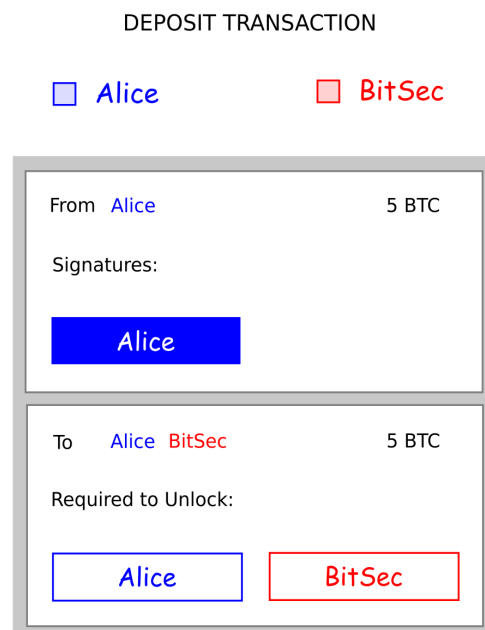 DEPOSIT TRANSACTION
Alice BitSec
From Alice 5 BTC
Signatures:
Alice
To Alice BitSec 5 BTC
Required to Unlock:
Alice BitSec